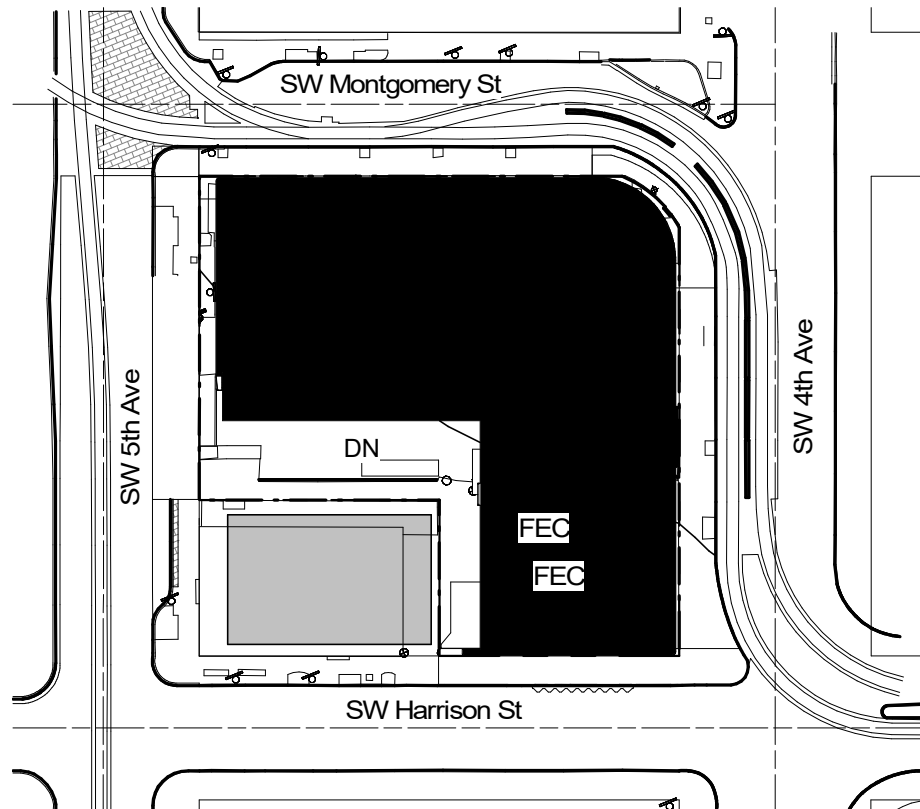 SW Montgomery St
SW 5th Ave
SW 4th Ave
DN
FEC
FEC
SW Harrison St